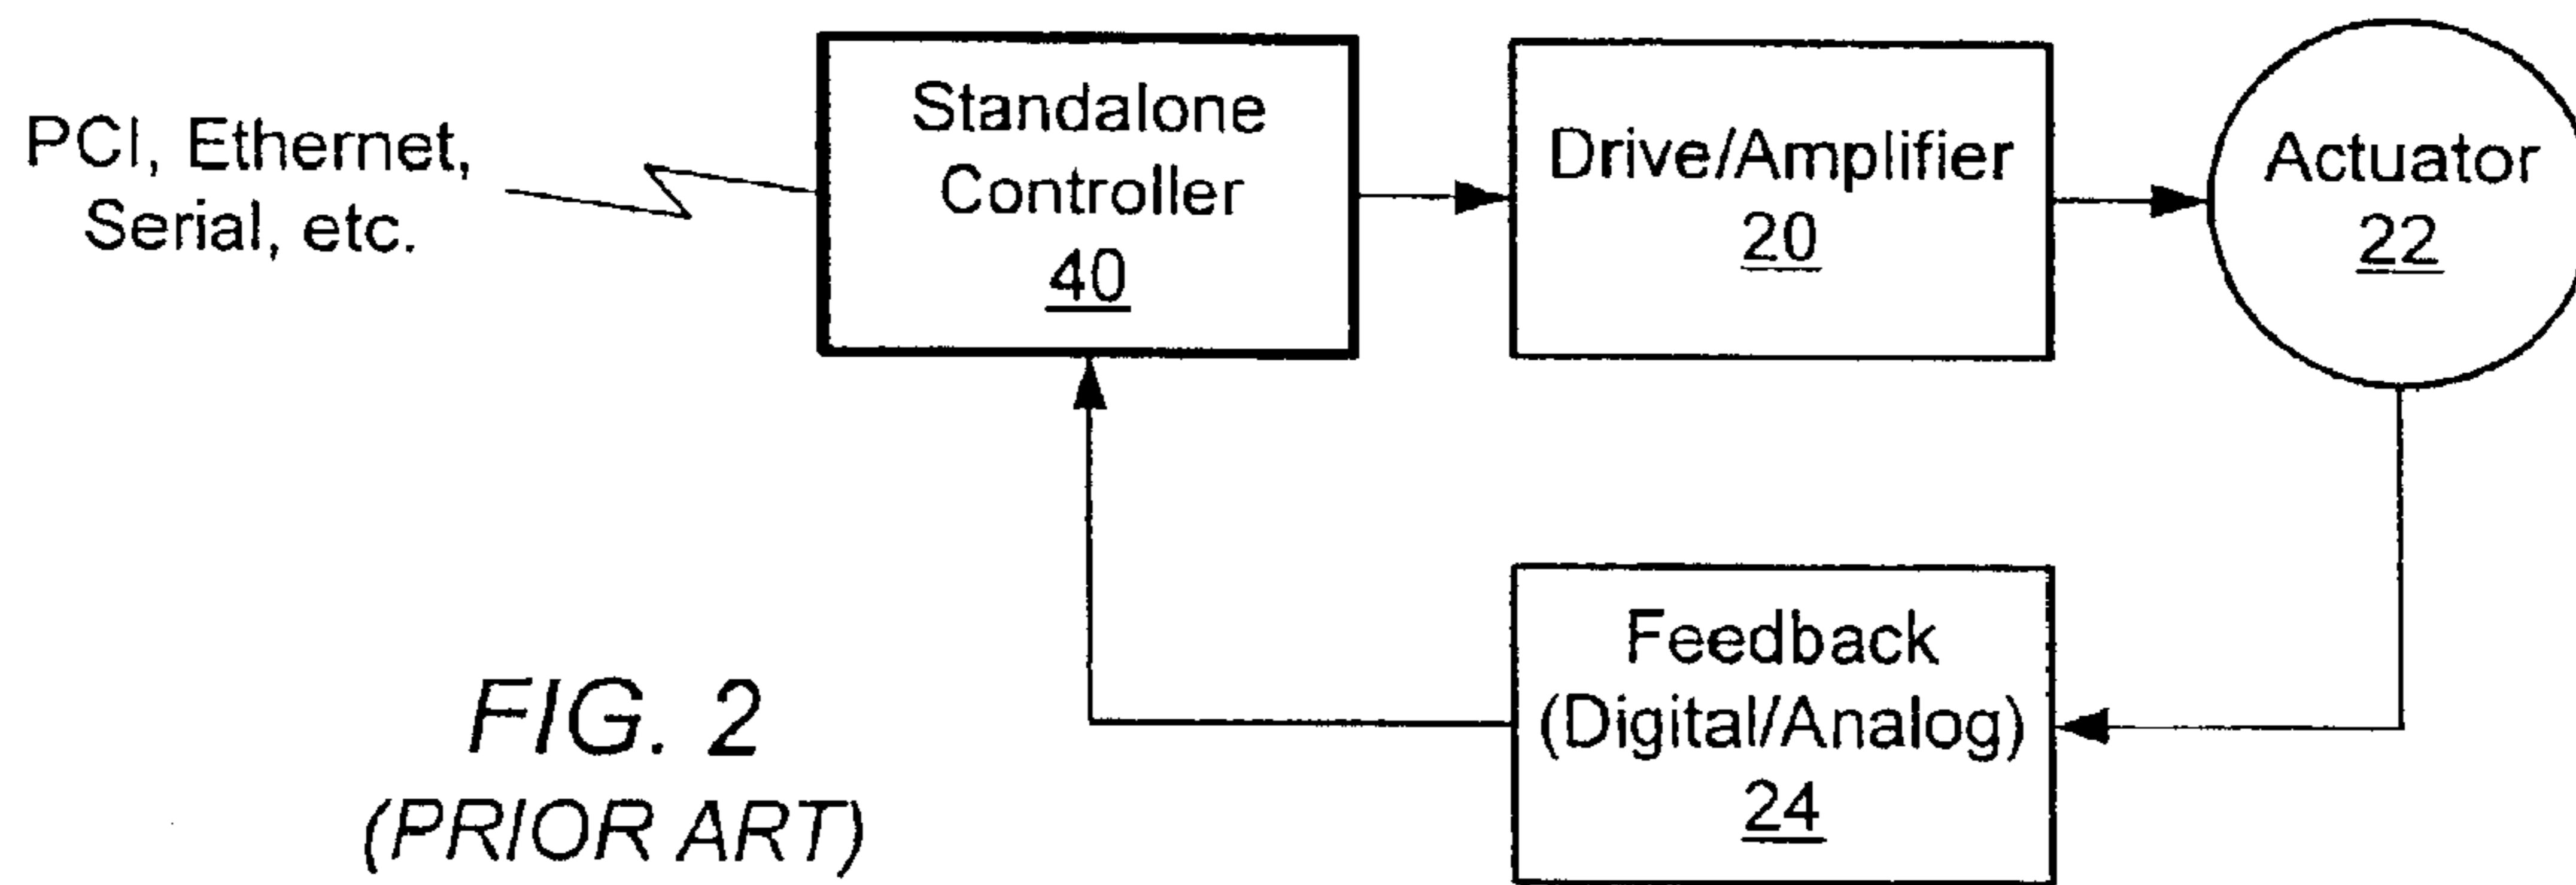 PCI, Ethernet,
Serial, etc.
Standalone
Controller
40
Drive/Amplifier
20
Actuator
22
Feedback
(Digital/Analog)
24
FIG. 2
(PRIOR ART)